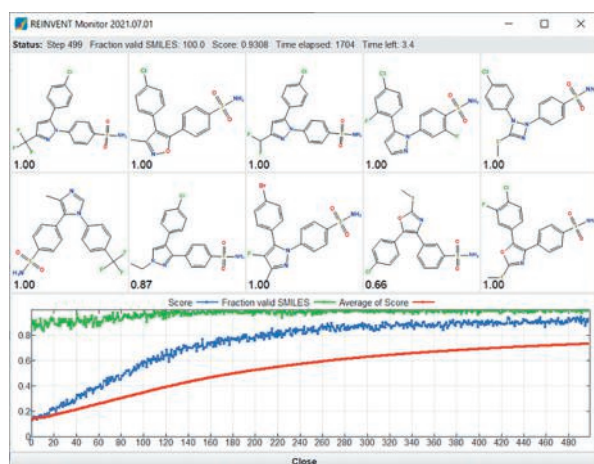 REINVENT Monitor 2021.07.01
Status: Step 499 Fraction valid SMILES: 100.0 Score: 0.9308 Time elapsed: 1704 Time left: 3.4
1.00 1.00 1.00 1.00 1.00
1.00 0.87 1.00 0.66 1.00
Score Fraction valid SMILES Average of Score
0.8
0.6
0.4
0.2
0
0 20 40 60 80 100 120 140 160 180 200 220 240 260 280 300 320 340 360 380 400 420 440 460 480
Close